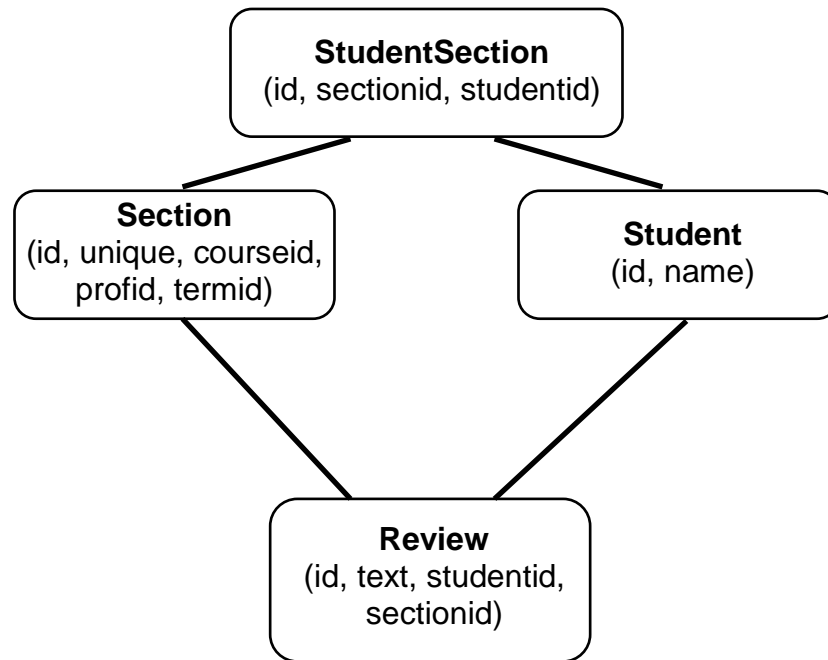 StudentSection
(id, sectionid, studentid)
Section
(id, unique, courseid,
profid, termid)
Student
(id, name)
Review
(id, text, studentid,
sectionid)